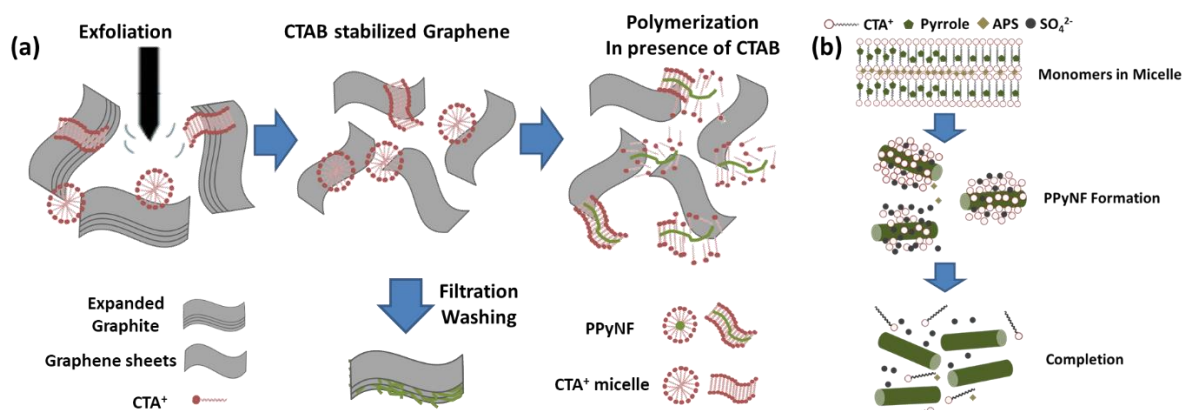 (a)
Exfoliation
CTAB stabilized Graphene
Polymerization
In presence of CTAB
Filtration
Washing
Expanded
Graphite
Graphene sheets
CTA⁺
PPyNF
CTA⁺ micelle
(b)
CTA⁺ Pyrrole APS SO₄²⁻
Monomers in Micelle
PPyNF Formation
Completion